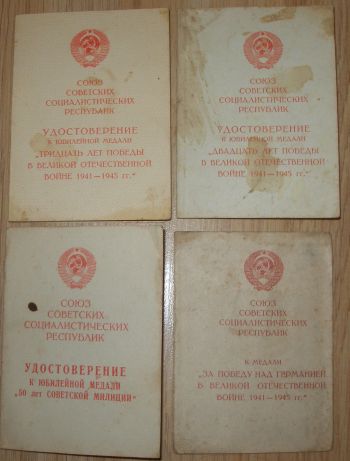 СОЮЗ
СОВЕТСКИХ
СОЦИАЛИСТИЧЕСКИХ
РЕСПУБЛИК
УДОСТОВЕРЕНИЕ
К ЮБИЛЕЙНОЙ МЕДАЛИ
„ТРИДЦАТЬ ЛЕТ ПОБЕДЫ
В ВЕЛИКОЙ ОТЕЧЕСТВЕННОЙ
ВОЙНЕ 1941—1945 гг.“
СОЮЗ
СОВЕТСКИХ
СОЦИАЛИСТИЧЕСКИХ
РЕСПУБЛИК
УДОСТОВЕРЕНИЕ
К ЮБИЛЕЙНОЙ МЕДАЛИ
„ДВАДЦАТЬ ЛЕТ ПОБЕДЫ
В ВЕЛИКОЙ ОТЕЧЕСТВЕННОЙ
ВОЙНЕ 1941—1945 гг.“
СОЮЗ
СОВЕТСКИХ
СОЦИАЛИСТИЧЕСКИХ
РЕСПУБЛИК
УДОСТОВЕРЕНИЕ
К ЮБИЛЕЙНОЙ МЕДАЛИ
„50 лет СОВЕТСКОЙ МИЛИЦИИ“
СОЮЗ
СОВЕТСКИХ
СОЦИАЛИСТИЧЕСКИХ
РЕСПУБЛИК
К МЕДАЛИ
„ЗА ПОБЕДУ НАД ГЕРМАНИЕЙ
В ВЕЛИКОЙ ОТЕЧЕСТВЕННОЙ
ВОЙНЕ 1941—1945 гг.“